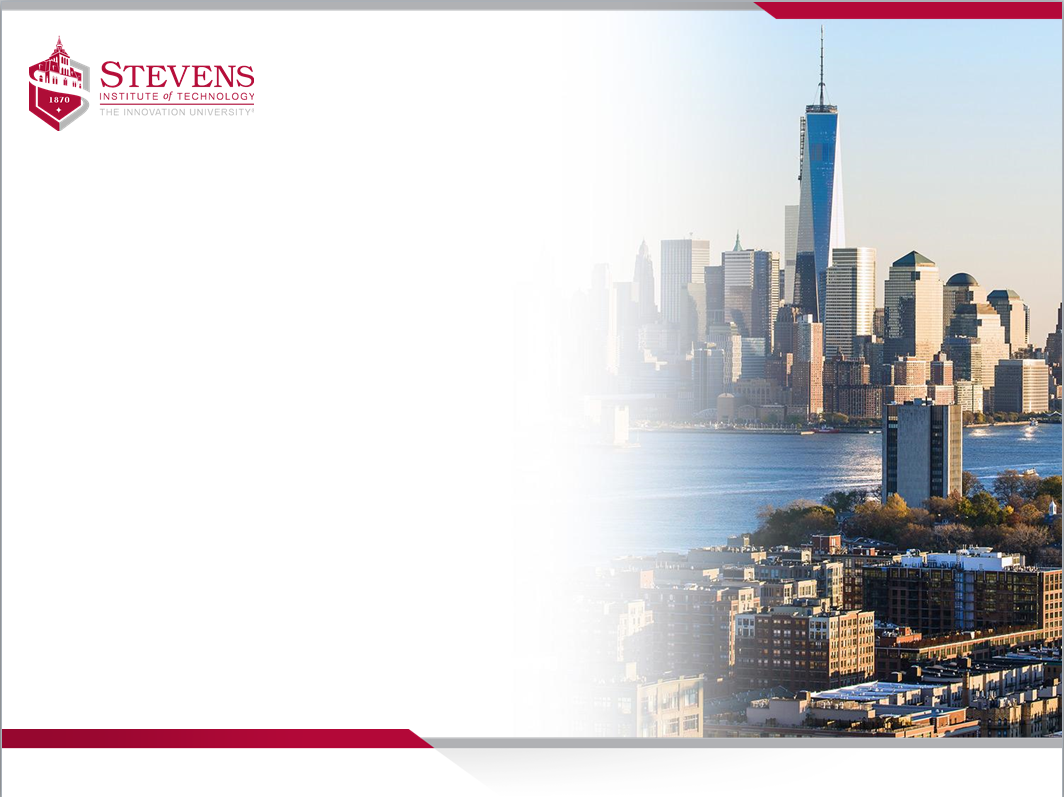 STEVENS
INSTITUTE of TECHNOLOGY
THE INNOVATION UNIVERSITY®
1870